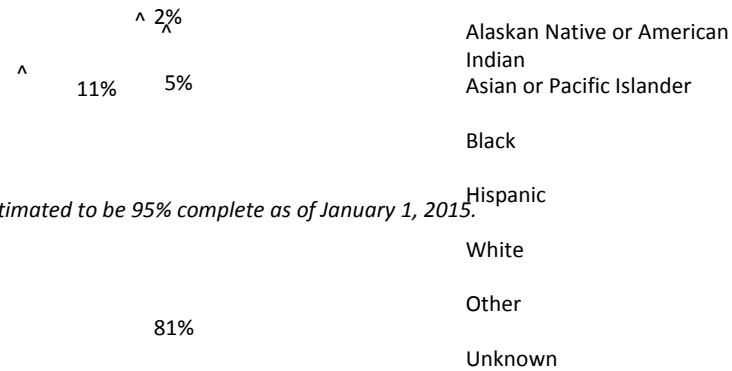 ^ 2%
^
^
11% 5%
Alaskan Native or American
Indian
Asian or Pacific Islander
Black
Hispanic
timated to be 95% complete as of January 1, 2015.
White
Other
81%
Unknown